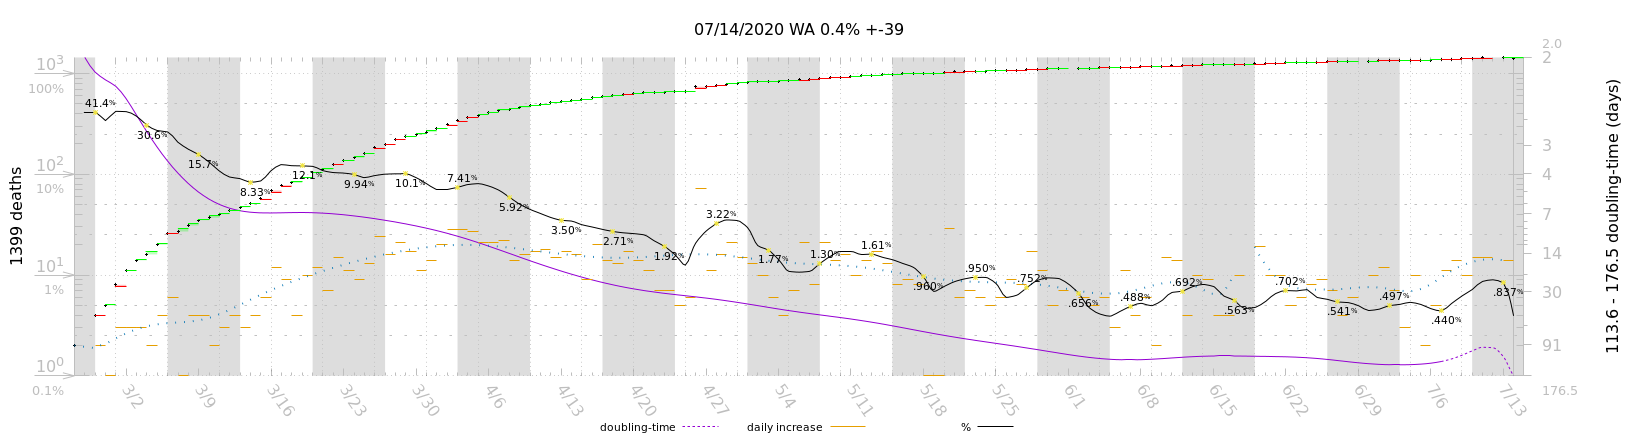 07/14/2020 WA 0.4% +-39
2.0
10³ 2
100%
41.4%
30.6%
3
15.7%
10² 4
12.1% 9.94% 10.1% 7.41%
10% 8.33%
5.92%
7
3.22%
3.50%
2.71%
1.61%
1.92% 1.77% 1.30%
14
10¹ .950%
.752%
1% .960% .692% .702% 30
.656% .488% .497% .837%
.563% .541%
.440%
91
10⁰
0.1% 176.5
1399 deaths
113.6 - 176.5 doubling-time (days)
3/2 3/9 3/16 3/23 3/30 4/6 4/13 4/20 4/27 5/4 5/11 5/18 5/25 6/1 6/8 6/15 6/22 6/29 7/6 7/13
doubling-time daily increase %